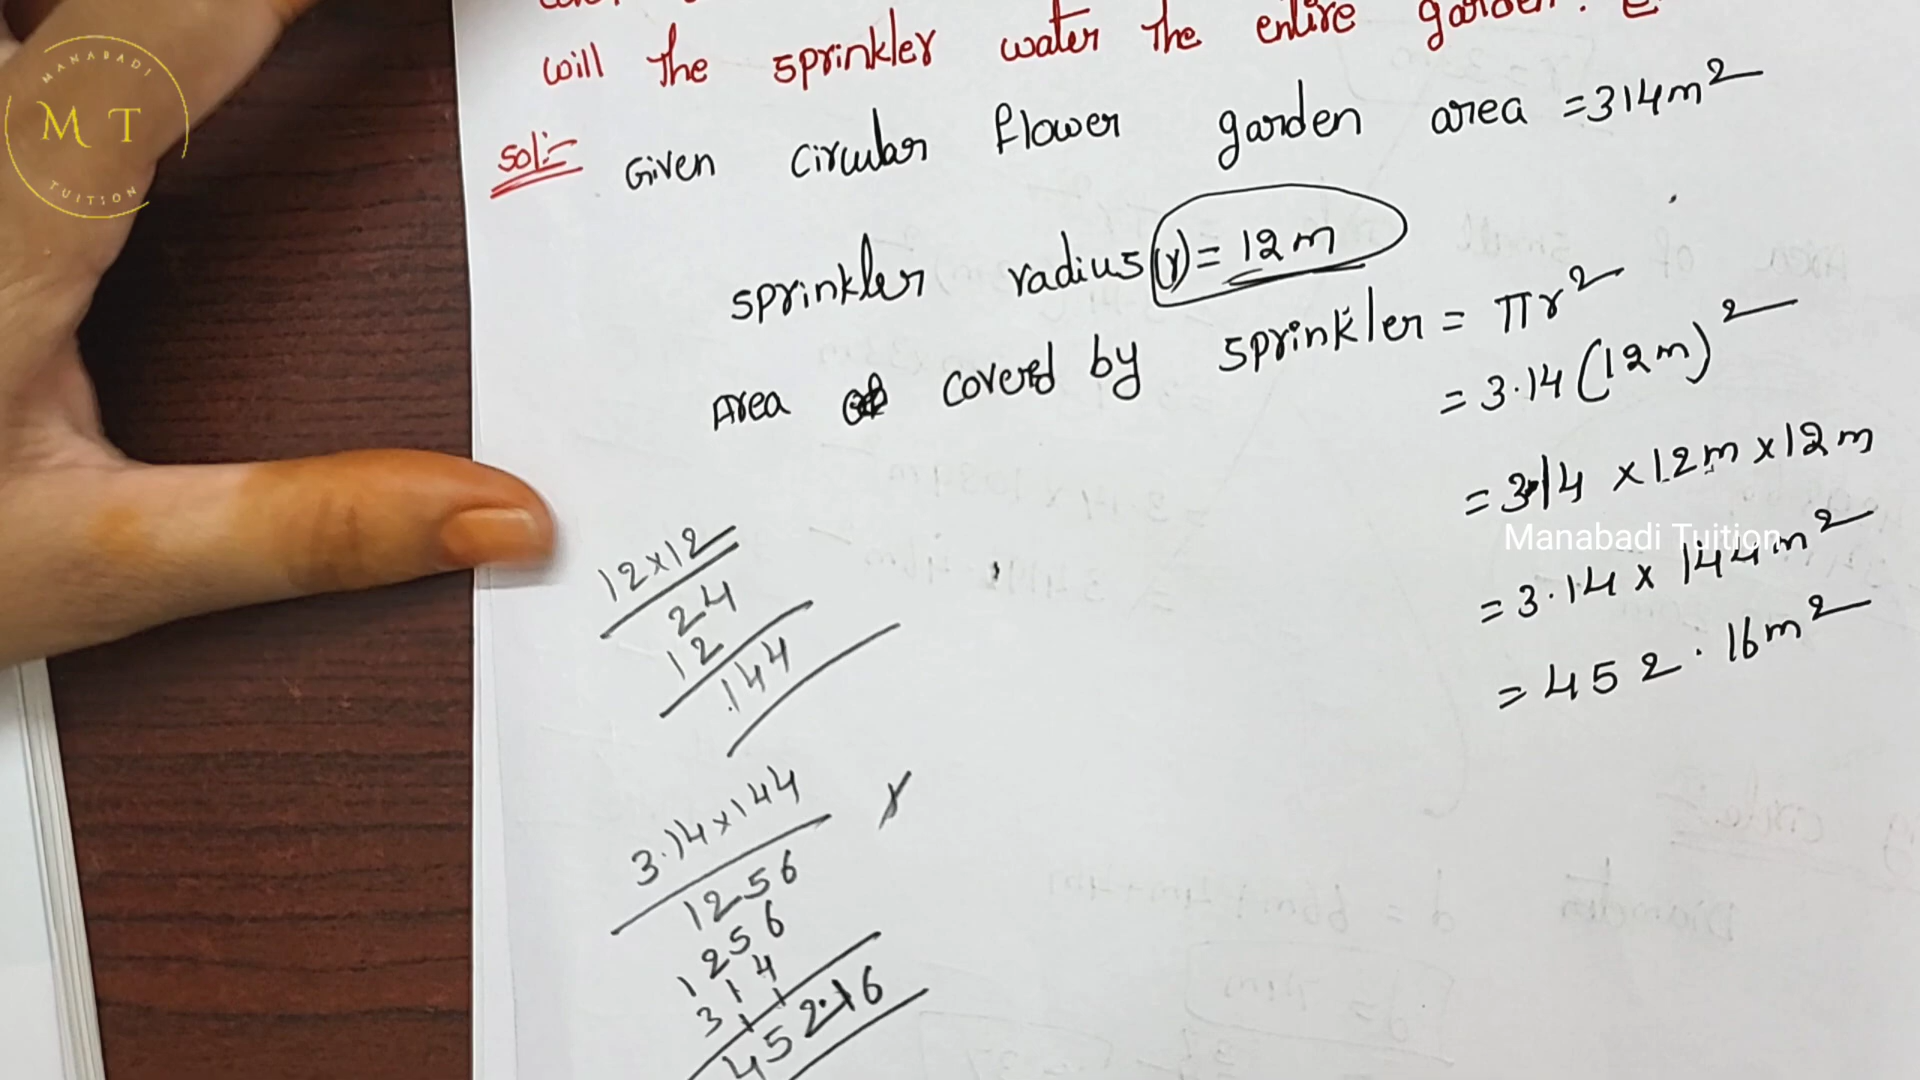 MANABADI
MT
TUITION
will the sprinkler water the entire garden?
Sol:- Given circular flower garden area = 314m²
sprinkler radius (r) = 12m
Area covered by sprinkler = πr²
= 3.14 (12m)²
= 3.14 × 12m × 12m
Manabadi Tuition
= 3.14 × 144m²
= 452.16m²
12×12
24
12
144
3.14×144
1256
1256
314
452.16